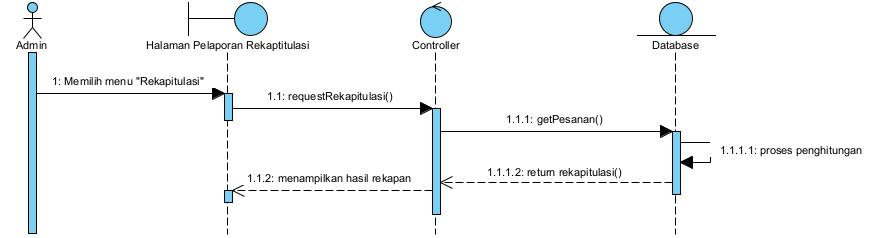 Admin
Halaman Pelaporan Rekaptitulasi
Controller
Database
1: Memilih menu "Rekapitulasi"
1.1: requestRekapitulasi()
1.1.1: getPesanan()
1.1.1.1: proses penghitungan
1.1.1.2: return rekapitulasi()
1.1.2: menampilkan hasil rekapan